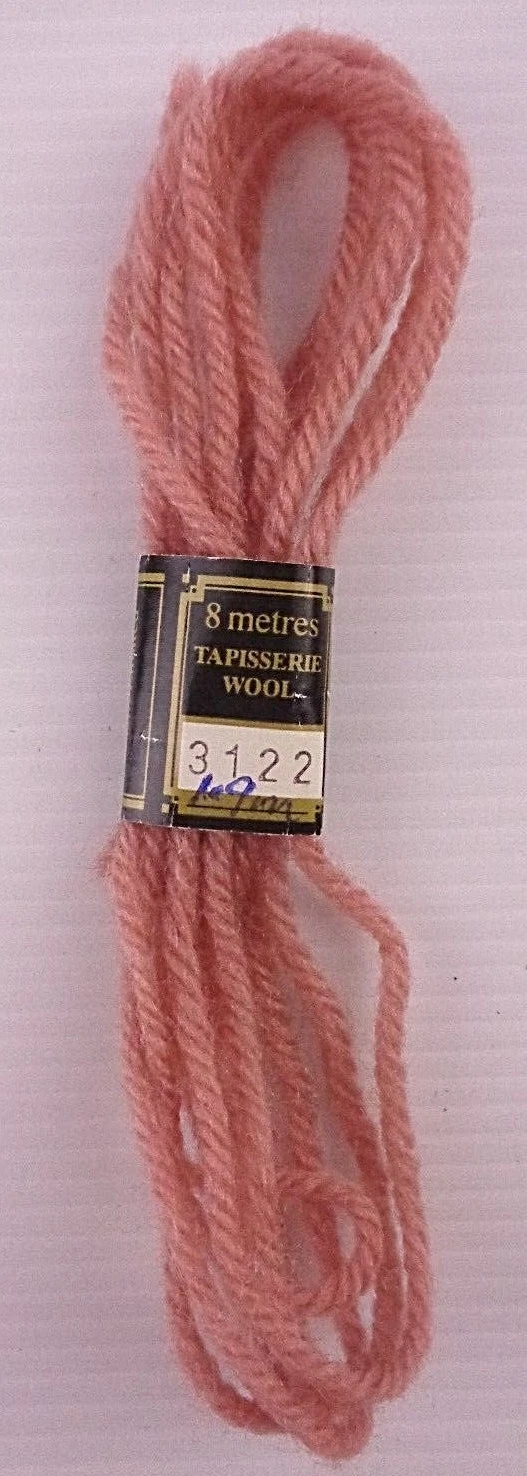 8 metres
TAPISSERIE
WOOL
3122